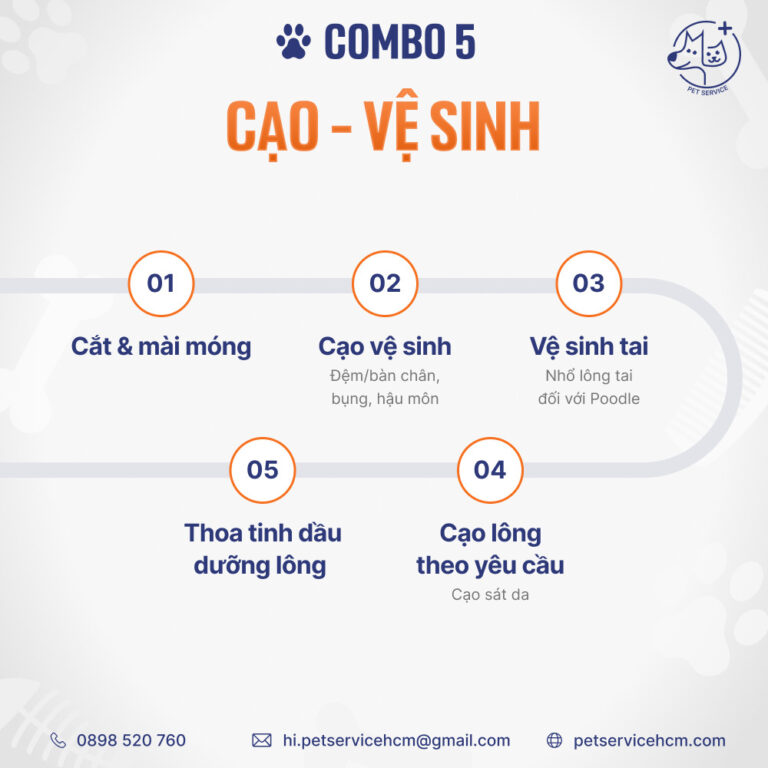 COMBO 5
PET SERVICE
CẠO - VỆ SINH
01
02
03
Cắt & mài móng
Cạo vệ sinh
Đệm/bàn chân,
bụng, hậu môn
Vệ sinh tai
Nhổ lông tai
đối với Poodle
04
Cạo lông
theo yêu cầu
Cạo sát da
05
Thoa tinh dầu
dưỡng lông
0898 520 760
hi.petservicehcm@gmail.com
petservicehcm.com